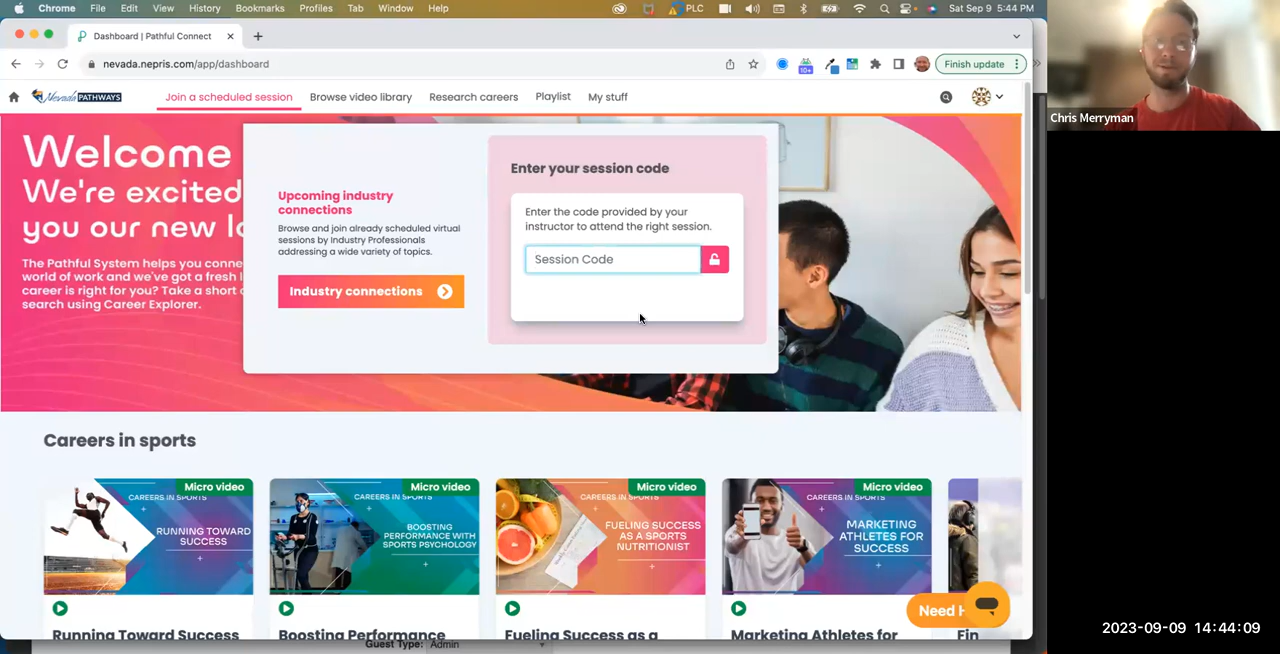 Chrome File Edit View History Bookmarks Profiles Tab Window Help PLC Sat Sep 9 5:44 PM
Dashboard | Pathful Connect
nevada.nepris.com/app/dashboard
10+
Finish update
Nevada PATHWAYS
Join a scheduled session Browse video library Research careers Playlist My stuff
Chris Merryman
Welcome
We're excited
you our new lo
The Pathful System helps you conne
world of work and we've got a fresh l
career is right for you? Take a short
search using Career Explorer.
Upcoming industry
connections
Browse and join already scheduled virtual
sessions by Industry Professionals
addressing a wide variety of topics.
Industry connections
Enter your session code
Enter the code provided by your
instructor to attend the right session.
Session Code
Careers in sports
Micro video
CAREERS IN SPORTS
RUNNING TOWARD
SUCCESS
Running Toward Success
Micro video
CAREERS IN SPORTS
BOOSTING
PERFORMANCE WITH
SPORTS PSYCHOLOGY
Boosting Performance
Micro video
CAREERS IN SPORTS
FUELING SUCCESS
AS A SPORTS
NUTRITIONIST
Fueling Success as a
Micro video
CAREERS IN SPORTS
MARKETING
ATHLETES FOR
SUCCESS
Marketing Athletes for
Fin
Need H
Guest Type: Admin
2023-09-09 14:44:09